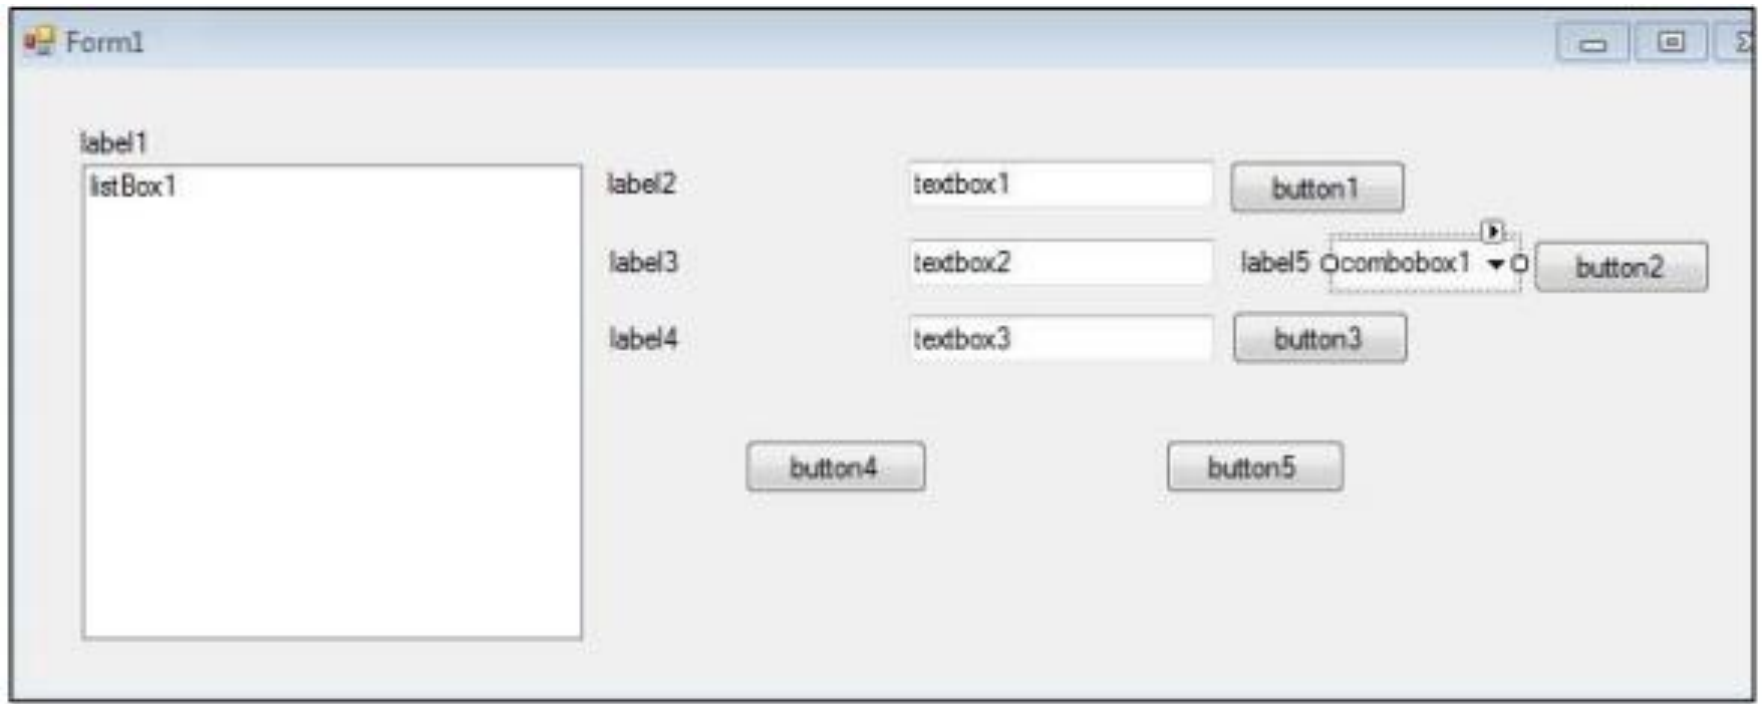 Form1
label1
listBox1
label2 textbox1 button1
label3 textbox2 label5 combobox1 button2
label4 textbox3 button3
button4 button5